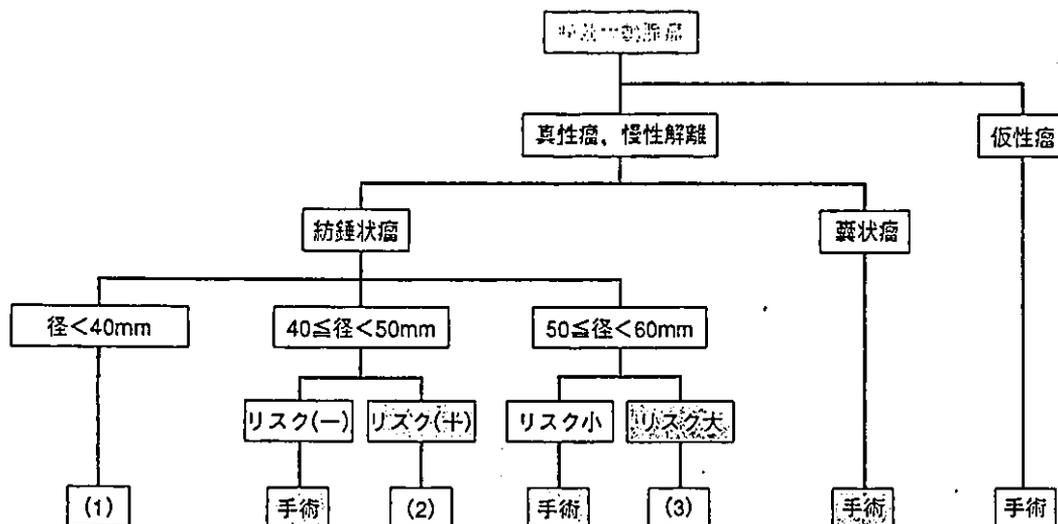 真性瘤，慢性解離
仮性瘤
紡錘状瘤
嚢状瘤
径＜40mm
40≦径＜50mm
50≦径＜60mm
リスク(－)
リスク(＋)
リスク小
リスク大
(1)
手術
(2)
手術
(3)
手術
手術